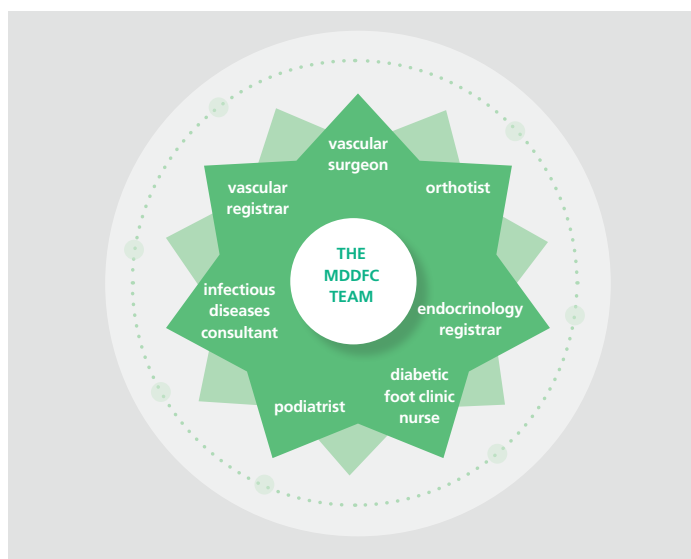 vascular
surgeon
orthotist
vascular
registrar
THE
MDDFC
TEAM
endocrinology
registrar
infectious
diseases
consultant
diabetic
foot clinic
nurse
podiatrist